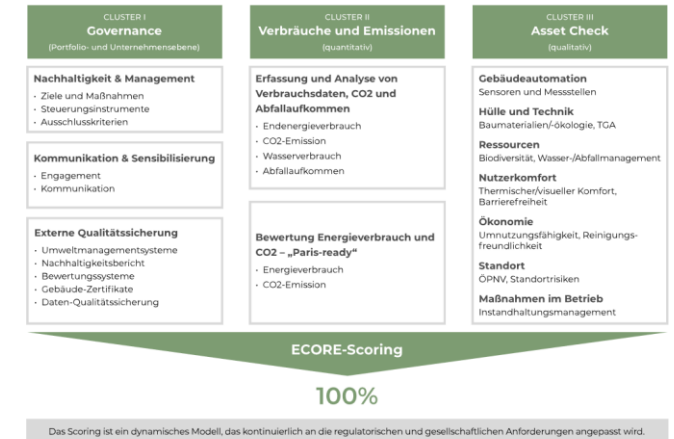 CLUSTER I
Governance
(Portfolio- und Unternehmensebene)
Nachhaltigkeit & Management
· Ziele und Maßnahmen
· Steuerungsinstrumente
· Ausschlusskriterien
Kommunikation & Sensibilisierung
· Engagement
· Kommunikation
Externe Qualitätssicherung
· Umweltmanagementsysteme
· Nachhaltigkeitsbericht
· Bewertungssysteme
· Gebäude-Zertifikate
· Daten-Qualitätssicherung
CLUSTER II
Verbräuche und Emissionen
(quantitativ)
Erfassung und Analyse von
Verbrauchsdaten, CO2 und
Abfallaufkommen
· Endenergieverbrauch
· CO2-Emission
· Wasserverbrauch
· Abfallaufkommen
Bewertung Energieverbrauch und
CO2 – „Paris-ready“
· Energieverbrauch
· CO2-Emission
CLUSTER III
Asset Check
(qualitativ)
Gebäudeautomation
Sensoren und Messstellen
Hülle und Technik
Baumaterialien/-ökologie, TGA
Ressourcen
Biodiversität, Wasser-/Abfallmanagement
Nutzerkomfort
Thermischer/visueller Komfort,
Barrierefreiheit
Ökonomie
Umnutzungsfähigkeit, Reinigungs-
freundlichkeit
Standort
ÖPNV, Standortrisiken
Maßnahmen im Betrieb
Instandhaltungsmanagement
ECORE-Scoring
100%
Das Scoring ist ein dynamisches Modell, das kontinuierlich an die regulatorischen und gesellschaftlichen Anforderungen angepasst wird.